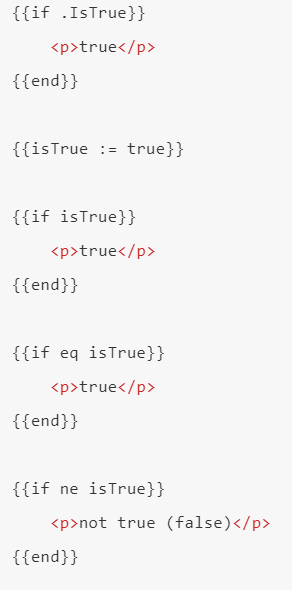 {{if .IsTrue}}
    <p>true</p>
{{end}}
{{isTrue := true}}
{{if isTrue}}
    <p>true</p>
{{end}}
{{if eq isTrue}}
    <p>true</p>
{{end}}
{{if ne isTrue}}
    <p>not true (false)</p>
{{end}}